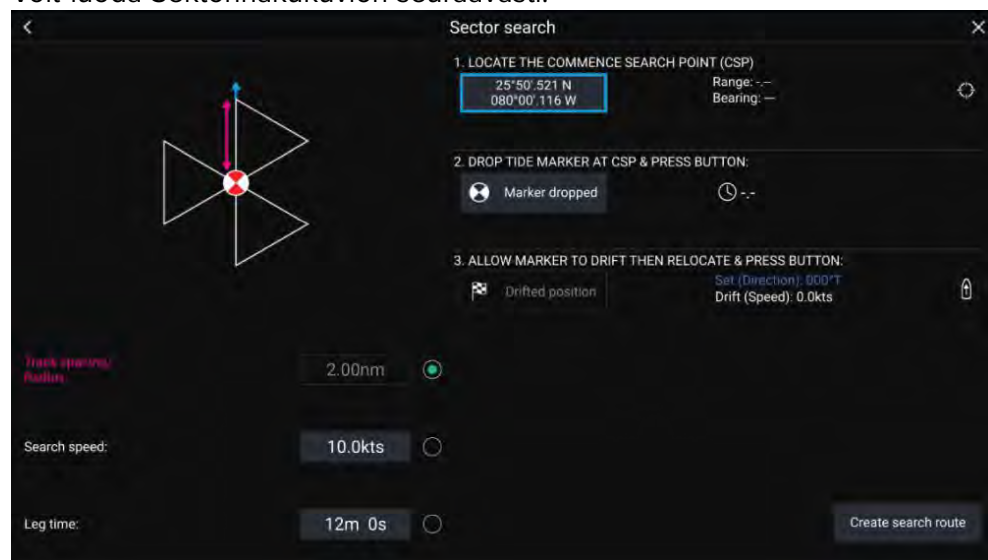 Voit luoda Sektorihakukuvion seuraavasti:.
Sector search
1. LOCATE THE COMMENCE SEARCH POINT (CSP)
25°50'.521 N
080°00'.116 W
Range: -.--
Bearing: ---
2. DROP TIDE MARKER AT CSP & PRESS BUTTON:
Marker dropped
-.-
3. ALLOW MARKER TO DRIFT THEN RELOCATE & PRESS BUTTON:
Drifted position
Set (Direction): 000°T
Drift (Speed): 0.0kts
Track spacing/
Radius:
2.00nm
Search speed:
10.0kts
Leg time:
12m 0s
Create search route